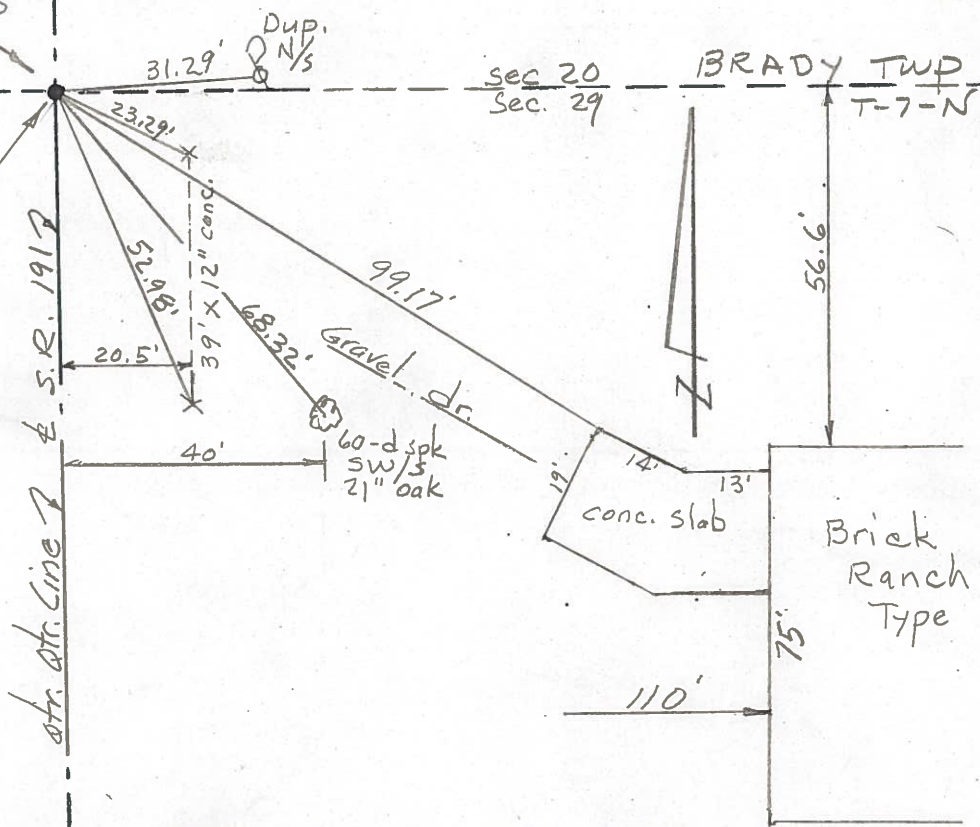 Dup.
N/s
31.29'
sec 20
Sec. 29
BRADY TWP
T-7-N
23.29'
39' x 12" conc.
52.98'
68.32'
99.17'
56.6'
20.5'
℄ S.R. 191
Gravel dr.
N
60-d spk
SW/s
21" oak
40'
14'
19'
13'
conc. slab
Brick
Ranch
Type
qtr. qtr. Line
75'
110'